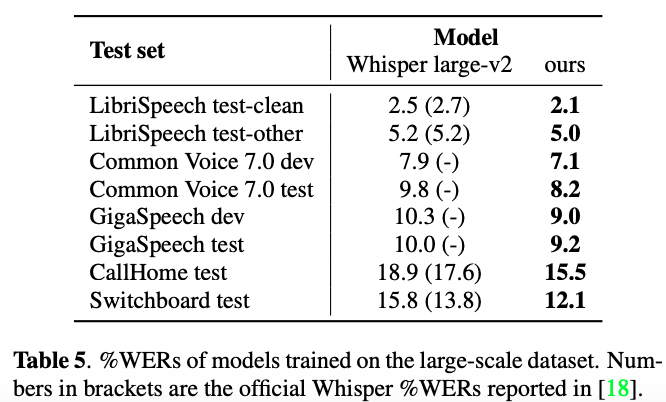 Test set Model
Whisper large-v2 ours
LibriSpeech test-clean 2.5 (2.7) 2.1
LibriSpeech test-other 5.2 (5.2) 5.0
Common Voice 7.0 dev 7.9 (-) 7.1
Common Voice 7.0 test 9.8 (-) 8.2
GigaSpeech dev 10.3 (-) 9.0
GigaSpeech test 10.0 (-) 9.2
CallHome test 18.9 (17.6) 15.5
Switchboard test 15.8 (13.8) 12.1
Table 5. %WERs of models trained on the large-scale dataset. Num-
bers in brackets are the official Whisper %WERs reported in [18].